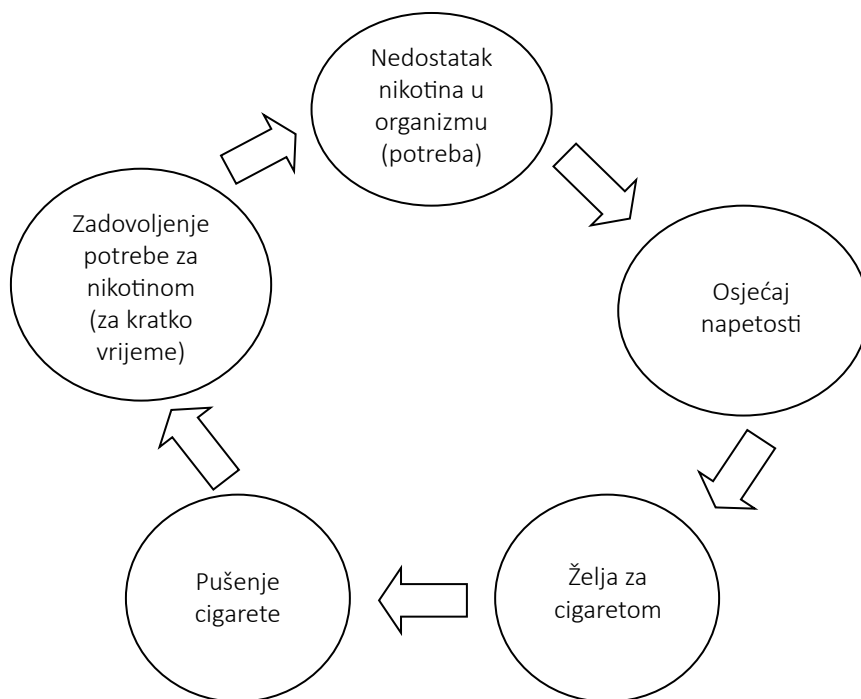 Nedostatak
nikotina u
organizmu
(potreba)
Osjećaj
napetosti
Želja za
cigaretom
Pušenje
cigarete
Zadovoljenje
potrebe za
nikotinom
(za kratko
vrijeme)